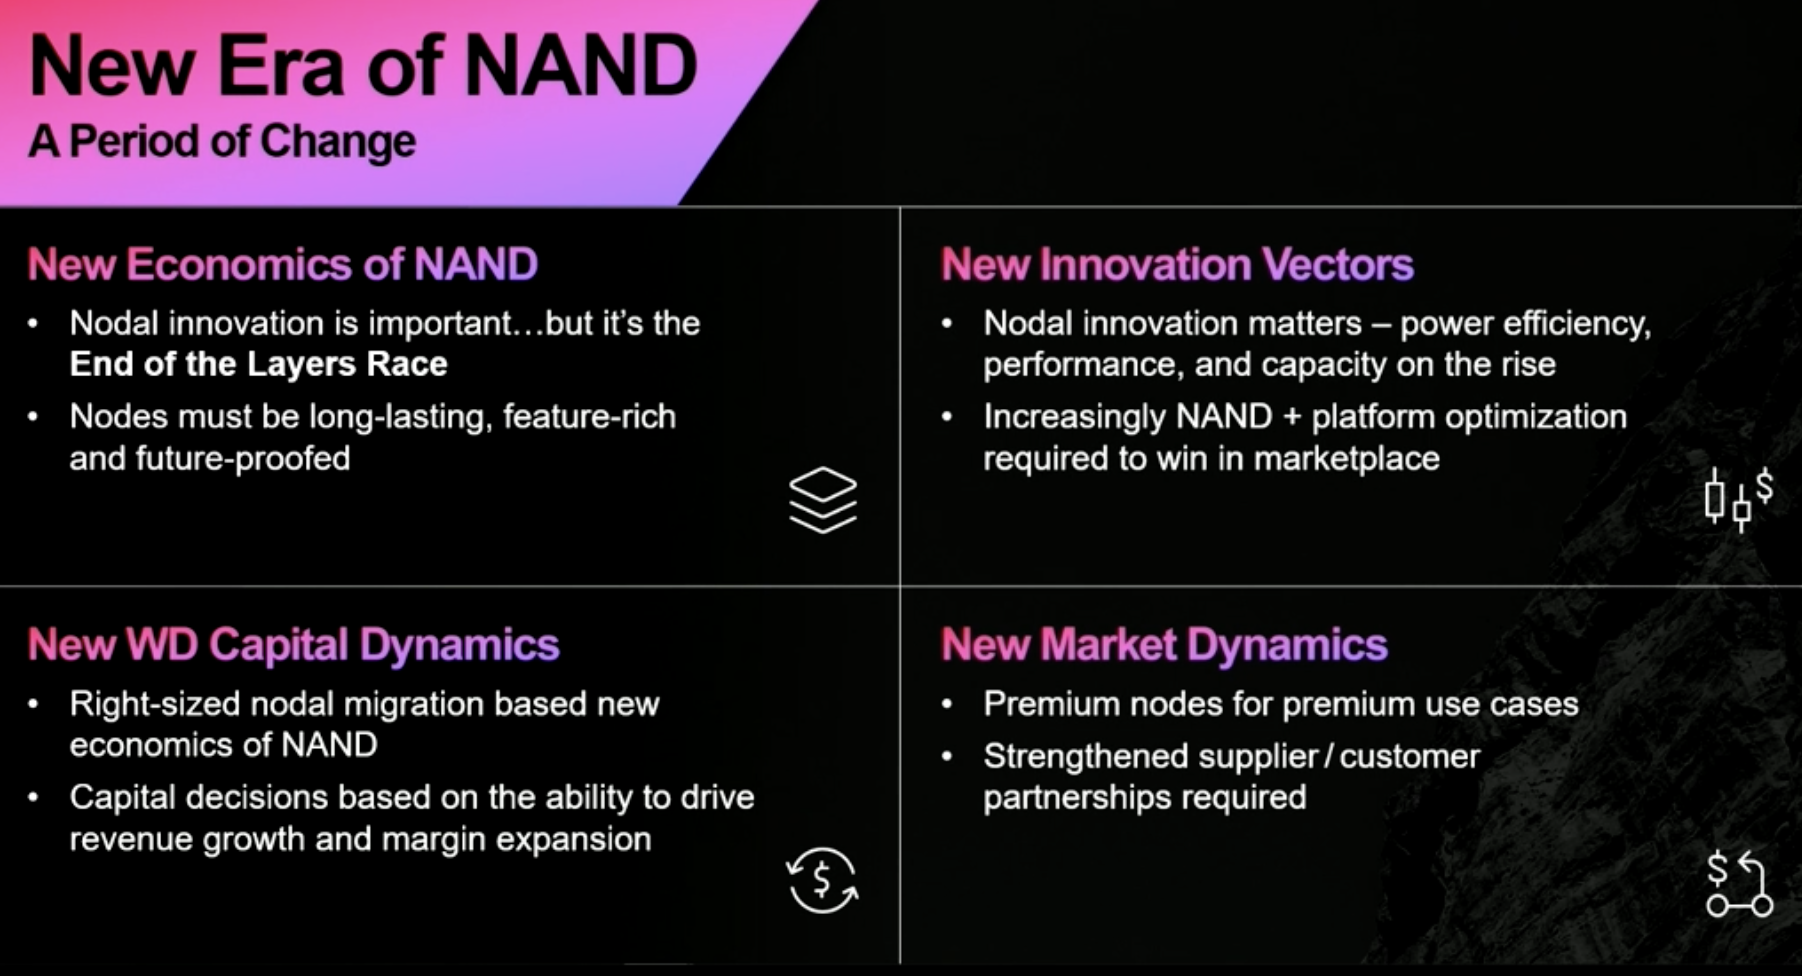 New Era of NAND
A Period of Change
New Economics of NAND
• Nodal innovation is important…but it's the
End of the Layers Race
• Nodes must be long-lasting, feature-rich
and future-proofed
New Innovation Vectors
• Nodal innovation matters – power efficiency,
performance, and capacity on the rise
• Increasingly NAND + platform optimization
required to win in marketplace
$
New WD Capital Dynamics
• Right-sized nodal migration based new
economics of NAND
• Capital decisions based on the ability to drive
revenue growth and margin expansion
$
New Market Dynamics
• Premium nodes for premium use cases
• Strengthened supplier / customer
partnerships required
$